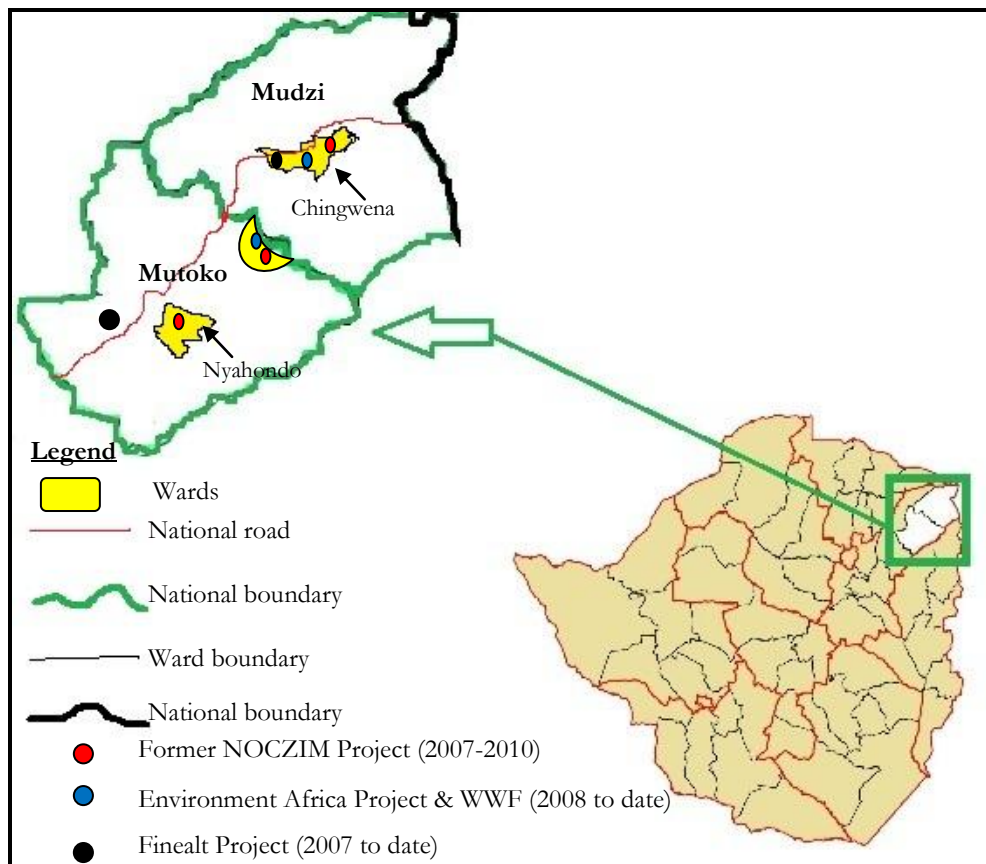 Mudzi
Chingwena
Mutoko
Nyahondo
Legend
Wards
National road
National boundary
Ward boundary
National boundary
Former NOCZIM Project (2007-2010)
Environment Africa Project & WWF (2008 to date)
Finealt Project (2007 to date)